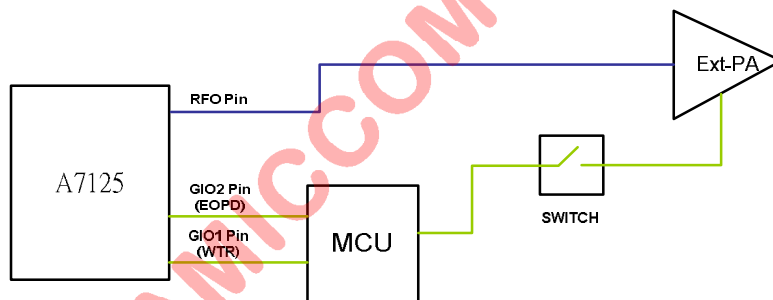 AMICCOM
Ext-PA
RFO Pin
A7125
GIO2 Pin
(EOPD)
GIO1 Pin
(WTR)
MCU
SWITCH